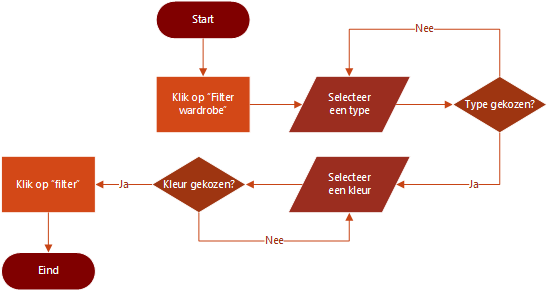 Start
Nee
Klik op "Filter
wardrobe"
Selecteer
een type
Type gekozen?
Klik op "filter"
Ja
Kleur gekozen?
Selecteer
een kleur
Ja
Nee
Eind